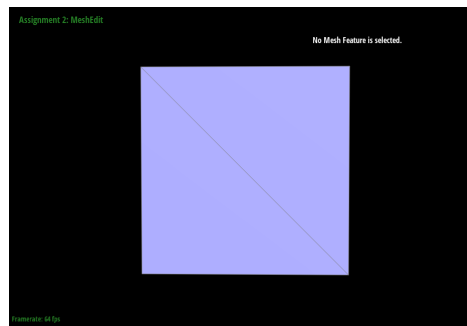 Assignment 2: MeshEdit
No Mesh Feature is selected.
Framerate: 64 fps